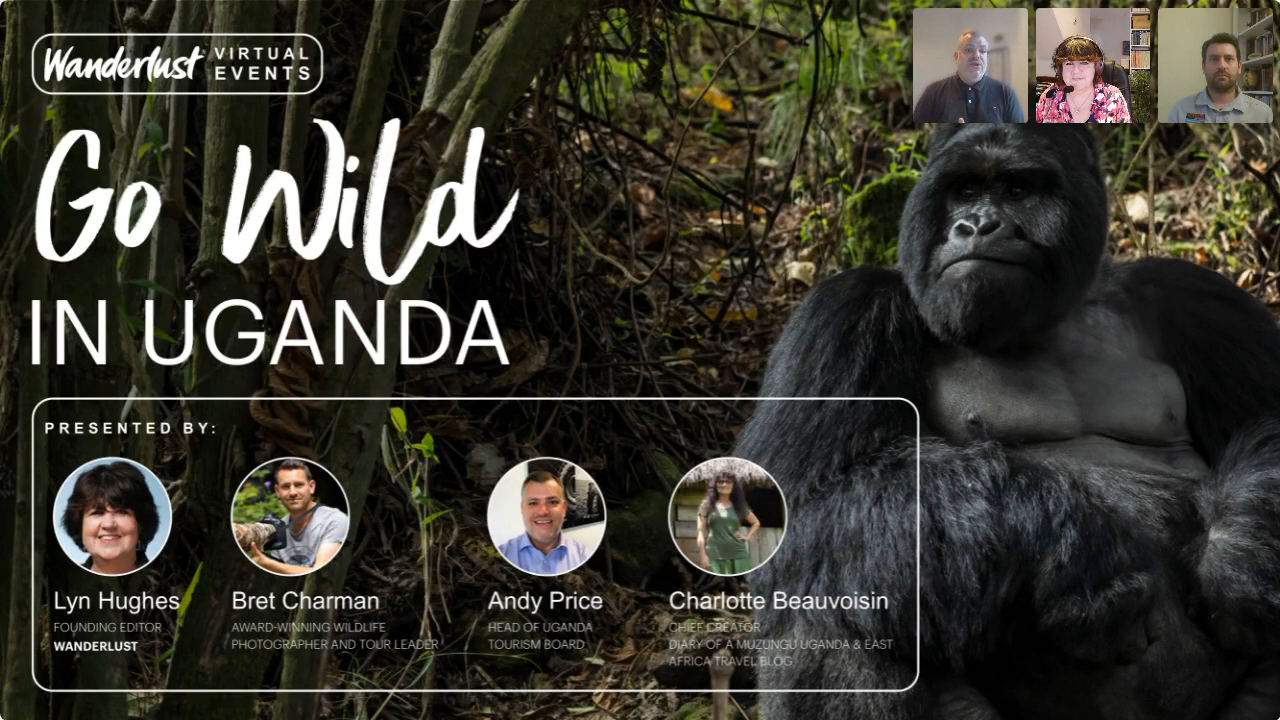 Wanderlust VIRTUAL EVENTS
Go Wild
IN UGANDA
PRESENTED BY:
Lyn Hughes
FOUNDING EDITOR
WANDERLUST
Bret Charman
AWARD-WINNING WILDLIFE
PHOTOGRAPHER AND TOUR LEADER
Andy Price
HEAD OF UGANDA
TOURISM BOARD
Charlotte Beauvoisin
CHIEF CREATOR
DIARY OF A MUZUNGU UGANDA & EAST
AFRICA TRAVEL BLOG